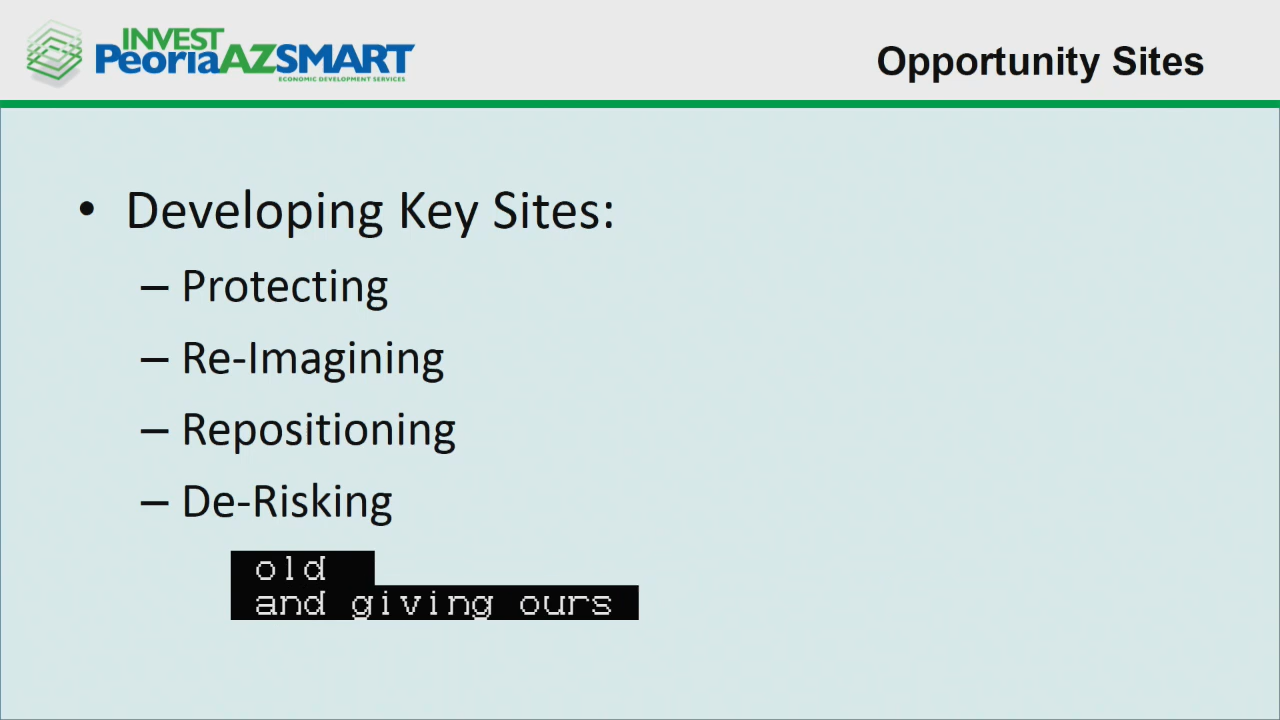 INVEST
PeoriaAZSMART
ECONOMIC DEVELOPMENT SERVICES
Opportunity Sites
• Developing Key Sites:
– Protecting
– Re-Imagining
– Repositioning
– De-Risking
old
and giving ours